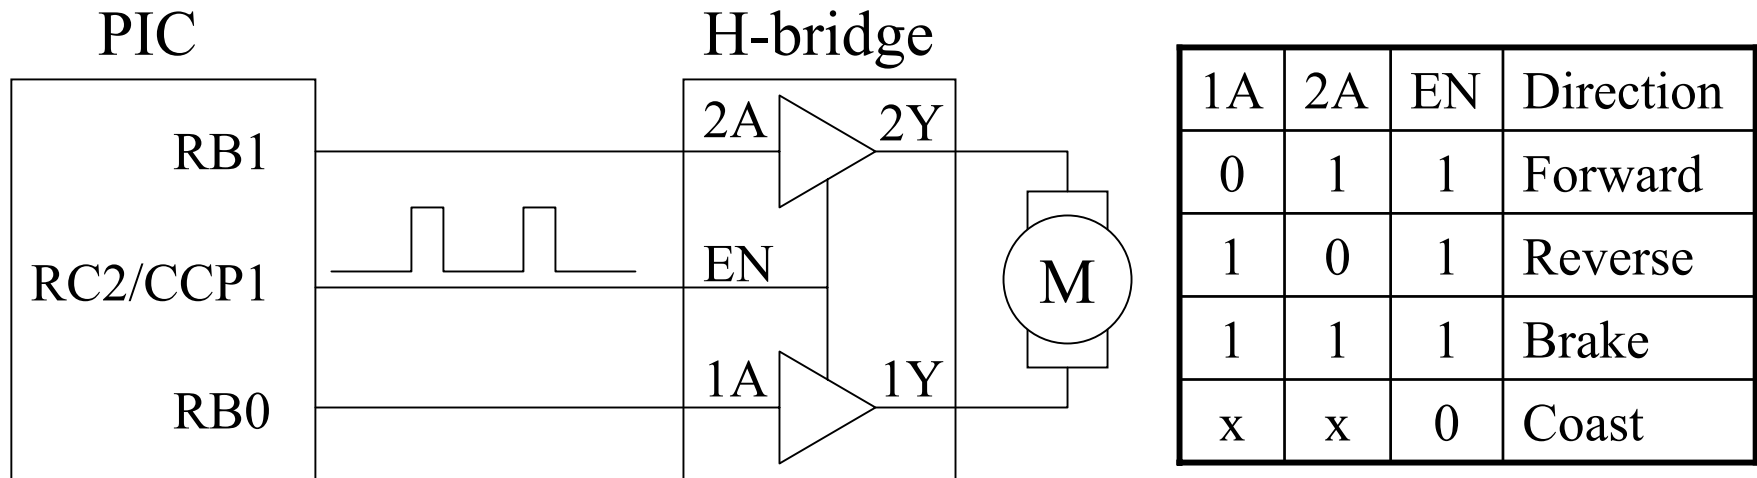 PIC
H-bridge
RB1
2A
2Y
RC2/CCP1
EN
M
RB0
1A
1Y
1A 2A EN Direction
0 1 1 Forward
1 0 1 Reverse
1 1 1 Brake
x x 0 Coast